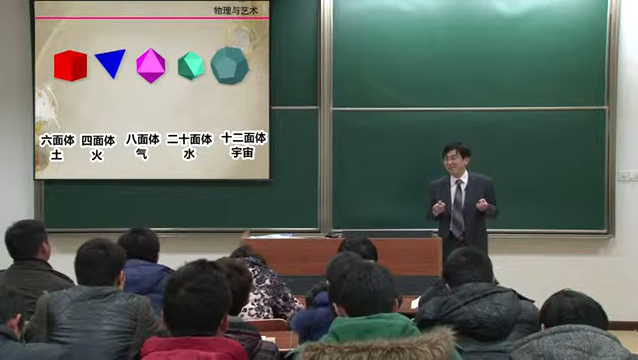 物理与艺术
六面体 四面体 八面体 二十面体 十二面体
土 火 气 水 宇宙